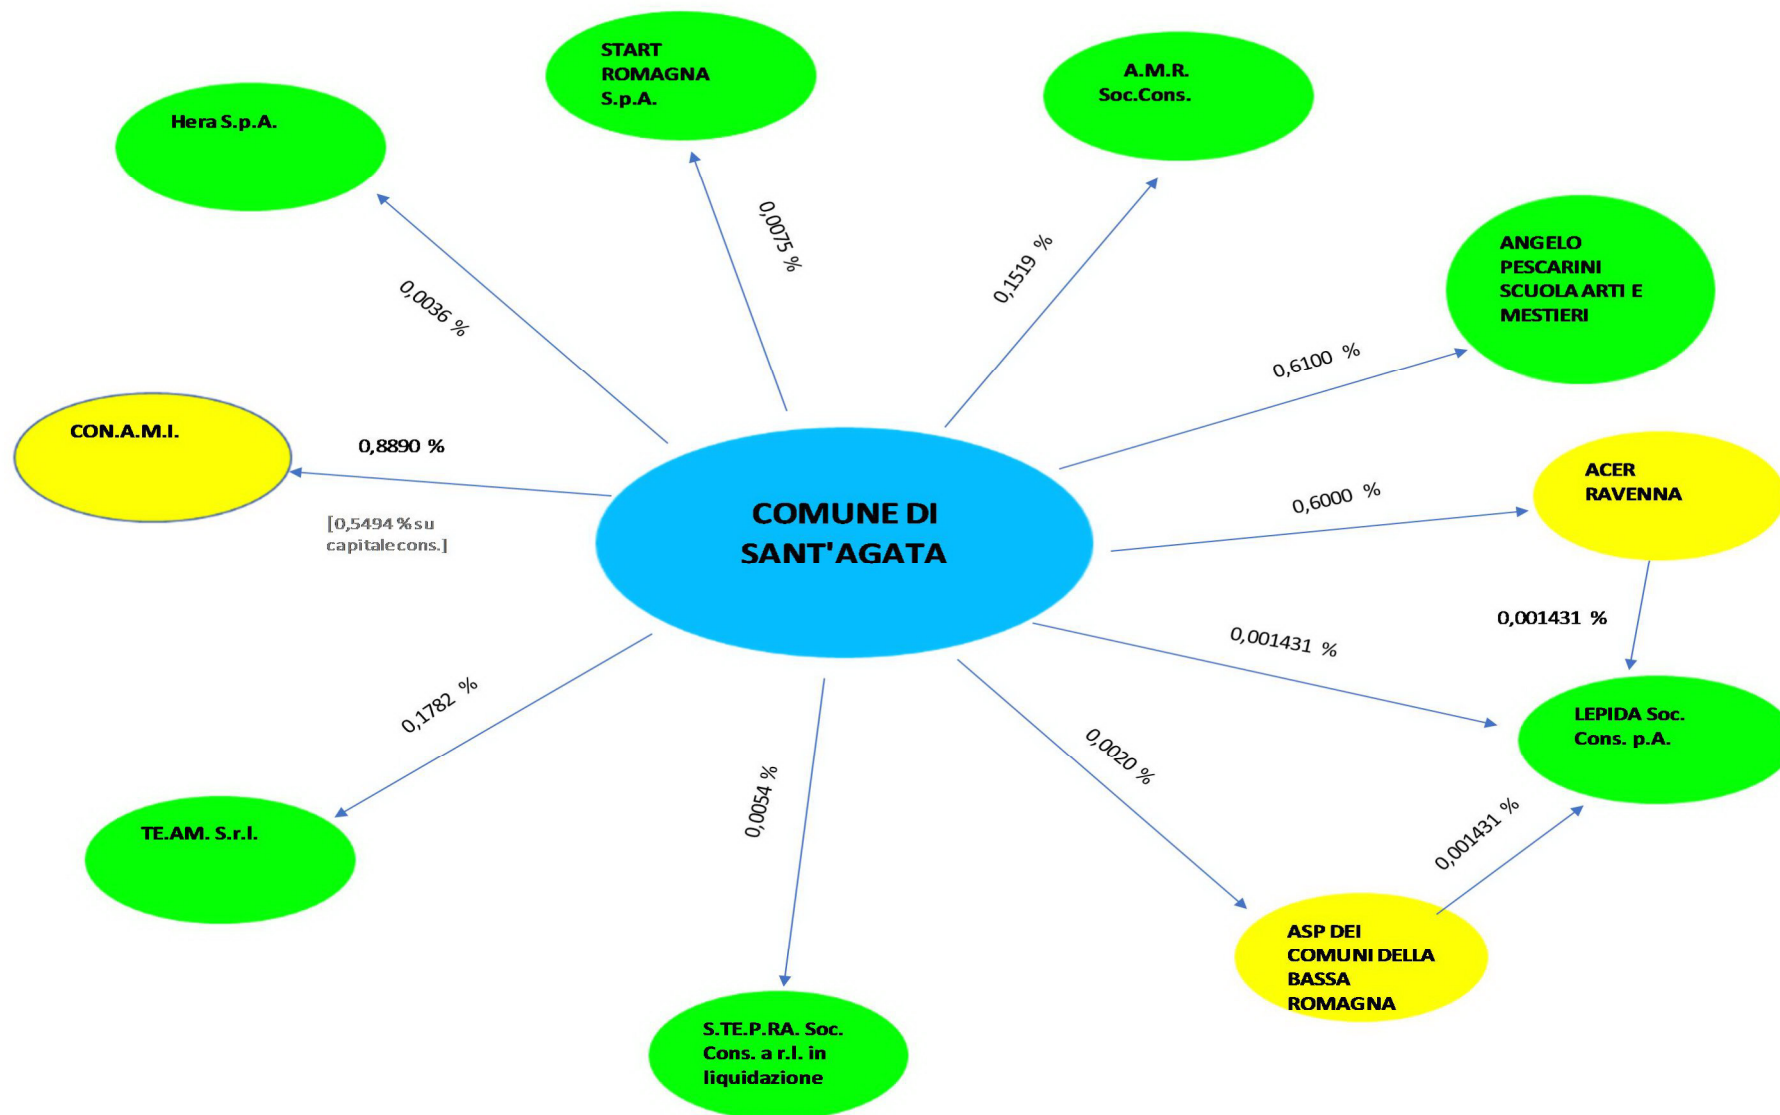 START
ROMAGNA
S.p.A.
A.M.R.
Soc.Cons.
Hera S.p.A.
0,0075 %
0,1519 %
0,0036 %
ANGELO
PESCARINI
SCUOLA ARTI E
MESTIERI
0,6100 %
CON.A.M.I.
0,8890 %
[0,5494 % su
capitale cons.]
COMUNE DI
SANT'AGATA
0,6000 %
ACER
RAVENNA
0,001431 %
0,001431 %
LEPIDA Soc.
Cons. p.A.
0,1782 %
0,0054 %
0,0020 %
0,001431 %
TE.AM. S.r.l.
ASP DEI
COMUNI DELLA
BASSA
ROMAGNA
S.TE.P.RA. Soc.
Cons. a r.l. in
liquidazione